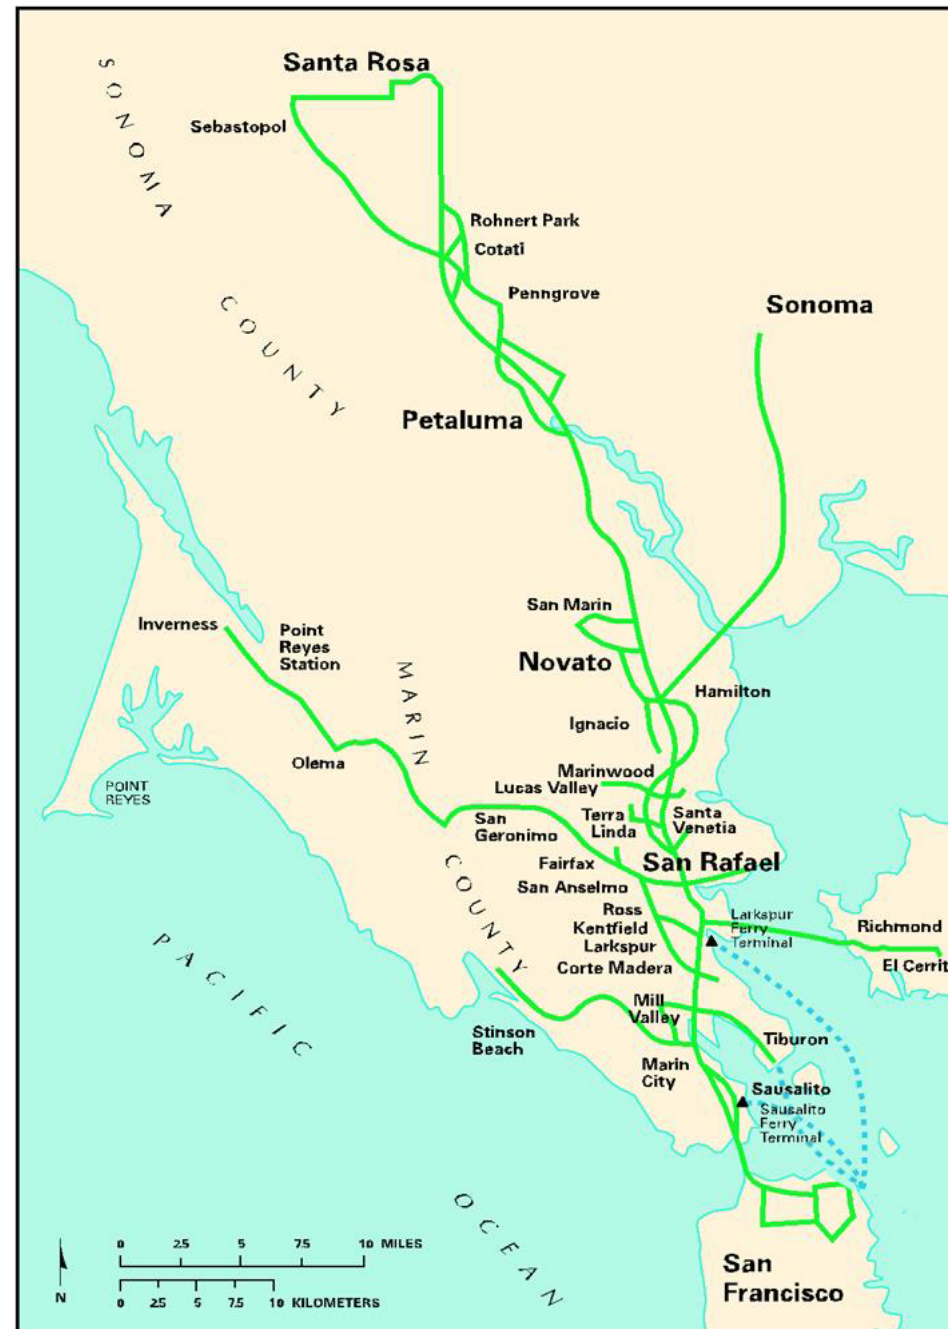 SONOMA
COUNTY
Santa Rosa
Sebastopol
Rohnert Park
Cotati
Penngrove
Sonoma
Petaluma
San Marin
Inverness
Point
Reyes
Station
Novato
Hamilton
MARIN
COUNTY
Ignacio
Olema
Marinwood
Lucas Valley
POINT
REYES
San
Geronimo
Terra
Linda
Santa
Venetia
Fairfax
San Rafael
San Anselmo
Ross
Kentfield
Larkspur
Corte Madera
Larkspur
Ferry
Terminal
Richmond
El Cerrit
PACIFIC
OCEAN
Mill
Valley
Stinson
Beach
Tiburon
Marin
City
Sausalito
Sausalito
Ferry
Terminal
San
Francisco
N
0 2.5 5 7.5 10 MILES
0 2.5 5 7.5 10 KILOMETERS